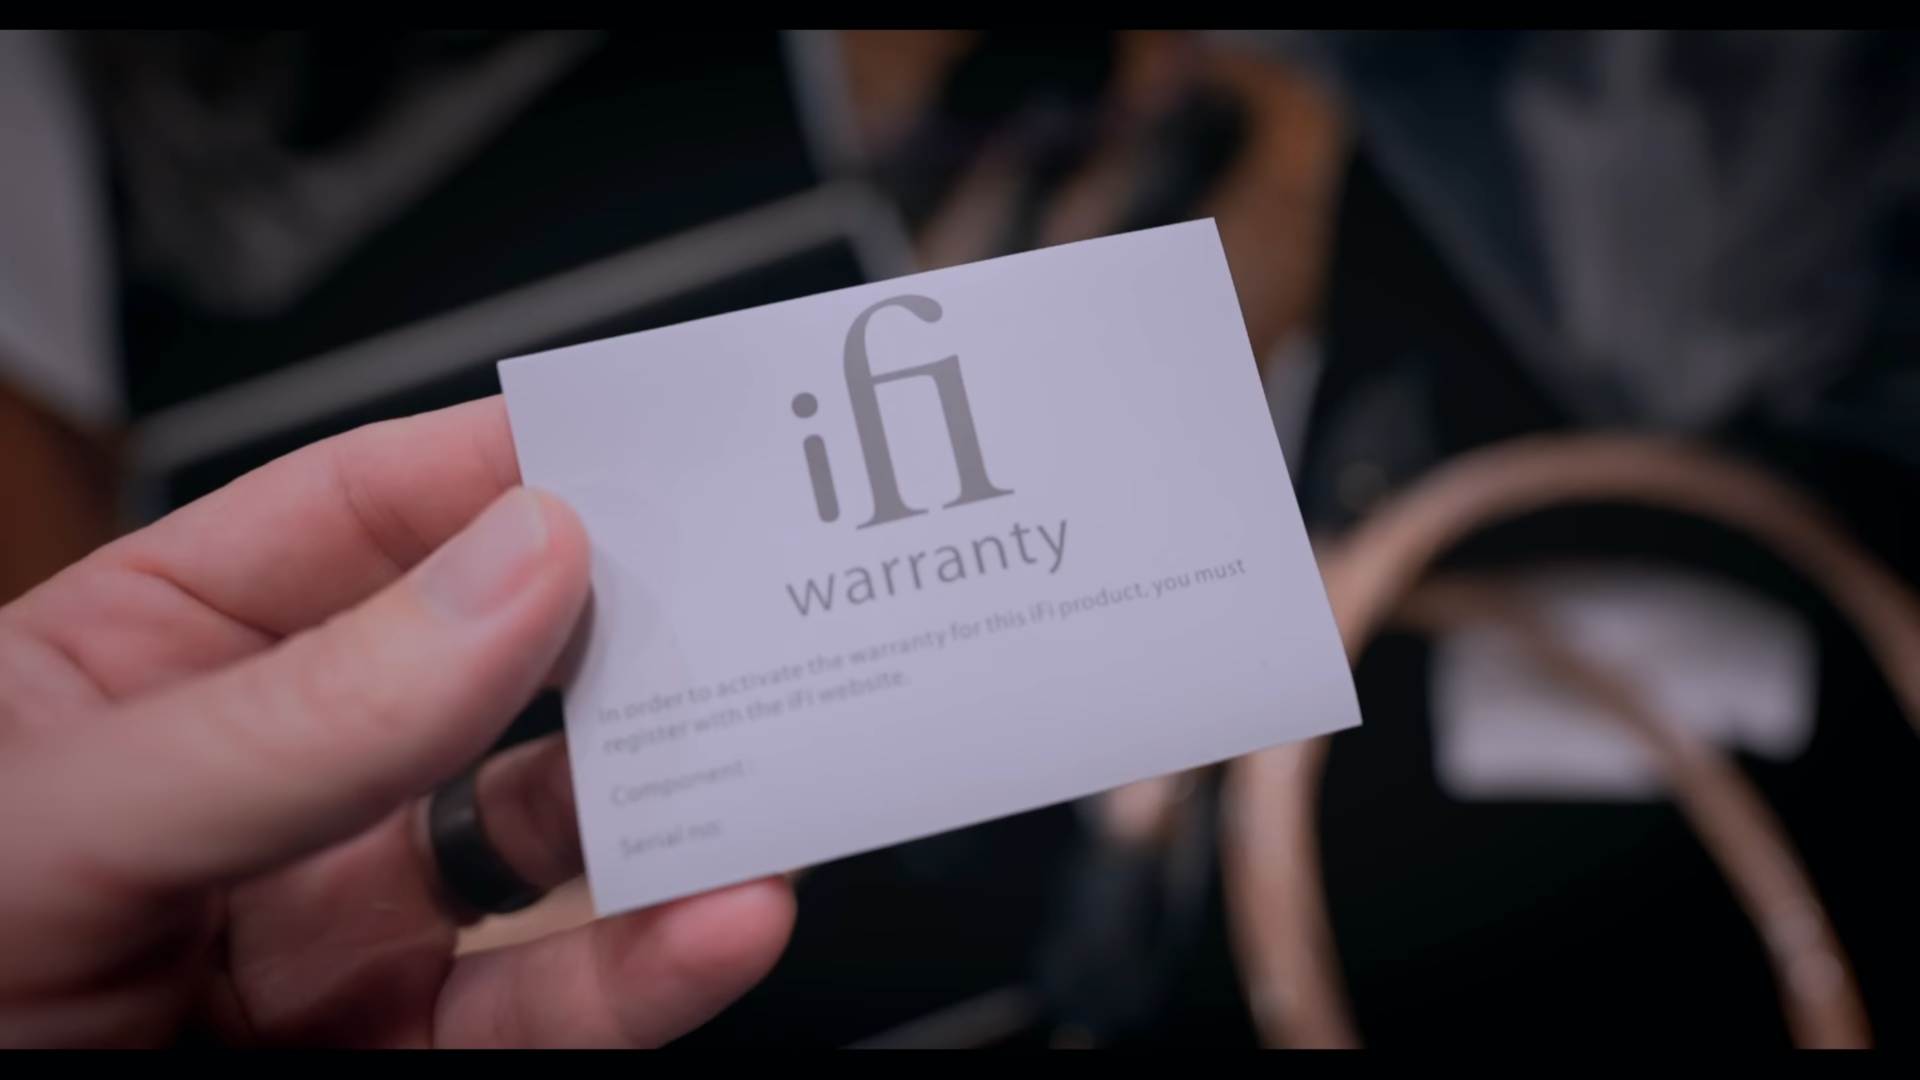 ifi
warranty
In order to activate the warranty for this iFi product, you must
register with the iFi website.
Component :
Serial no: